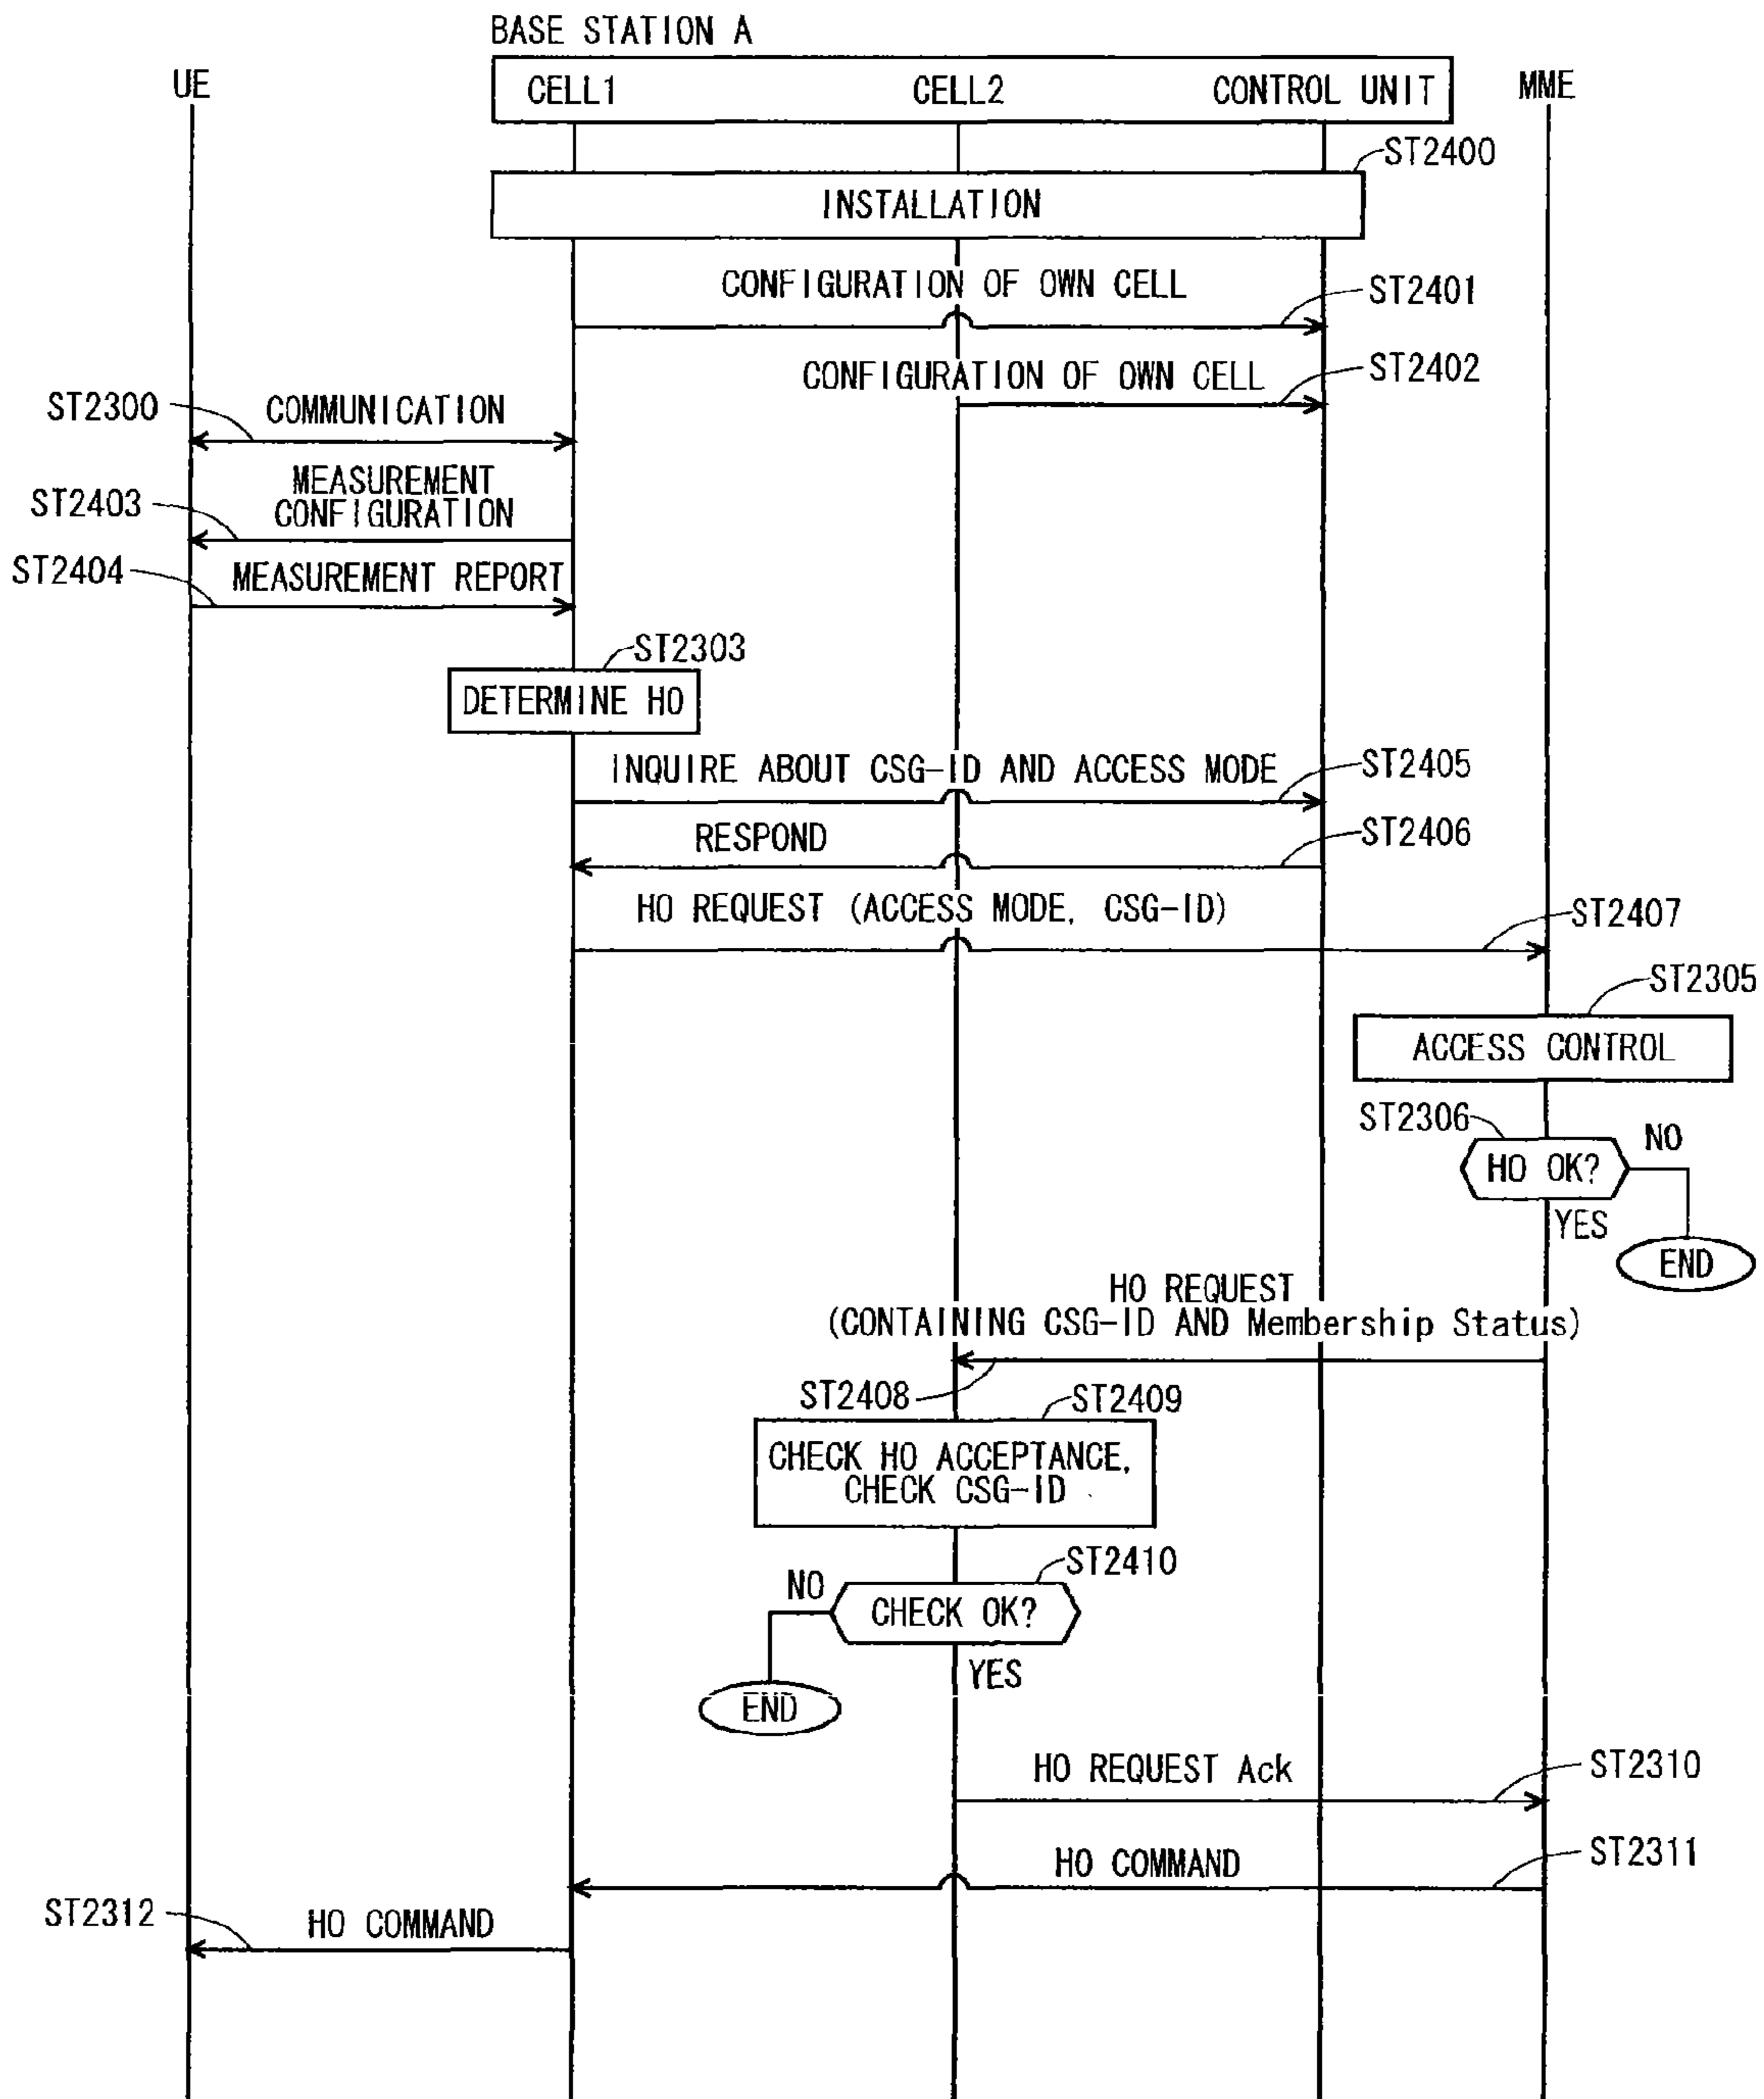 BASE STATION A
UE
CELL1
CELL2
CONTROL UNIT
MME
ST2400
INSTALLATION
CONFIGURATION OF OWN CELL
ST2401
CONFIGURATION OF OWN CELL
ST2402
ST2300
COMMUNICATION
MEASUREMENT
CONFIGURATION
ST2403
ST2404
MEASUREMENT REPORT
ST2303
DETERMINE HO
INQUIRE ABOUT CSG-ID AND ACCESS MODE
ST2405
RESPOND
ST2406
HO REQUEST (ACCESS MODE, CSG-ID)
ST2407
ST2305
ACCESS CONTROL
ST2306
HO OK?
NO
YES
END
HO REQUEST
(CONTAINING CSG-ID AND Membership Status)
ST2408
ST2409
CHECK HO ACCEPTANCE,
CHECK CSG-ID
ST2410
NO
CHECK OK?
YES
END
HO REQUEST Ack
ST2310
HO COMMAND
ST2311
ST2312
HO COMMAND